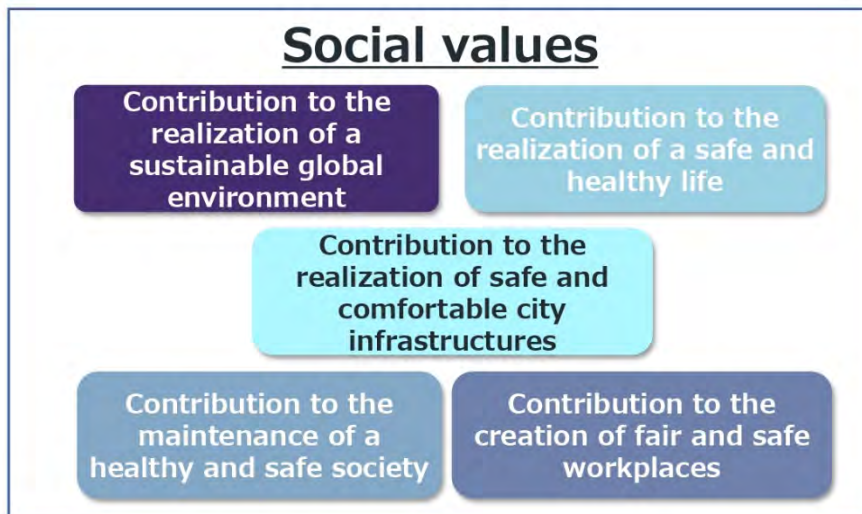 Social values
Contribution to the
realization of a
sustainable global
environment
Contribution to the
realization of a safe and
healthy life
Contribution to the
realization of safe and
comfortable city
infrastructures
Contribution to the
maintenance of a
healthy and safe society
Contribution to the
creation of fair and safe
workplaces